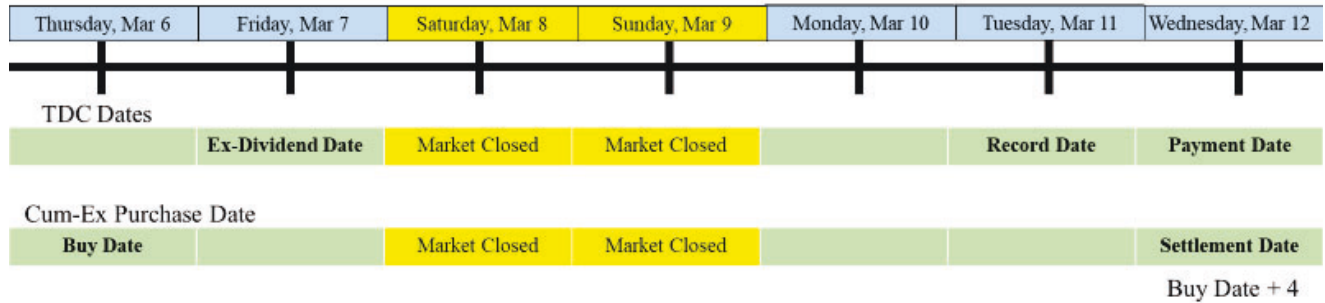 Thursday, Mar 6 Friday, Mar 7 Saturday, Mar 8 Sunday, Mar 9 Monday, Mar 10 Tuesday, Mar 11 Wednesday, Mar 12
TDC Dates
Ex-Dividend Date Market Closed Market Closed Record Date Payment Date
Cum-Ex Purchase Date
Buy Date Market Closed Market Closed Settlement Date
Buy Date + 4